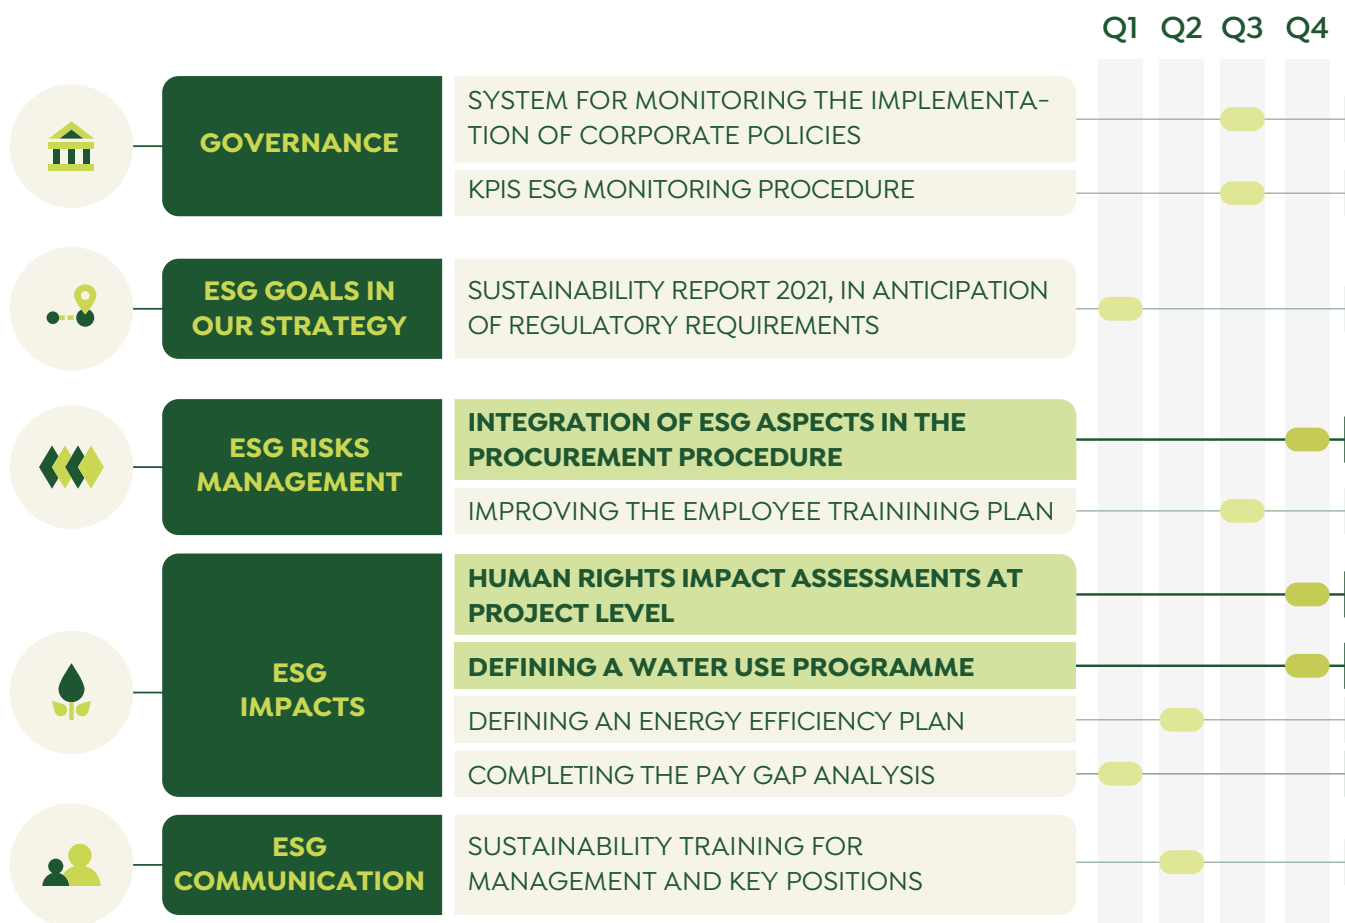 Q1 Q2 Q3 Q4
GOVERNANCE
SYSTEM FOR MONITORING THE IMPLEMENTA-
TION OF CORPORATE POLICIES
KPIS ESG MONITORING PROCEDURE
ESG GOALS IN
OUR STRATEGY
SUSTAINABILITY REPORT 2021, IN ANTICIPATION
OF REGULATORY REQUIREMENTS
ESG RISKS
MANAGEMENT
INTEGRATION OF ESG ASPECTS IN THE
PROCUREMENT PROCEDURE
IMPROVING THE EMPLOYEE TRAININING PLAN
ESG
IMPACTS
HUMAN RIGHTS IMPACT ASSESSMENTS AT
PROJECT LEVEL
DEFINING A WATER USE PROGRAMME
DEFINING AN ENERGY EFFICIENCY PLAN
COMPLETING THE PAY GAP ANALYSIS
ESG
COMMUNICATION
SUSTAINABILITY TRAINING FOR
MANAGEMENT AND KEY POSITIONS